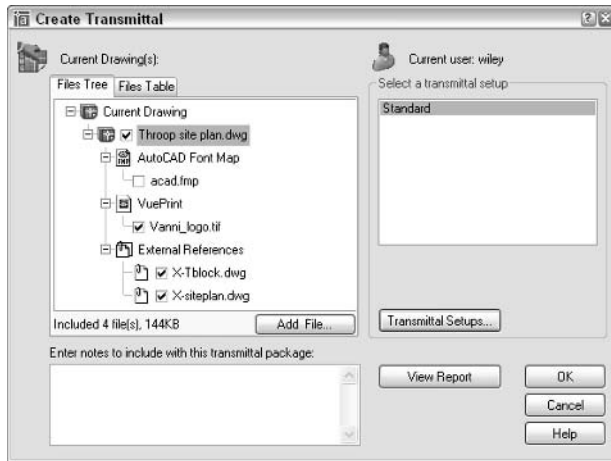 Create Transmittal
Current Drawing(s):
Files Tree
Files Table
Current Drawing
Throop site plan.dwg
AutoCAD Font Map
acad.fmp
VuePrint
Vanni_logo.tif
External References
X-Tblock.dwg
X-siteplan.dwg
Included 4 file(s), 144KB
Add File...
Enter notes to include with this transmittal package:
Current user: wiley
Select a transmittal setup
Standard
Transmittal Setups...
View Report
OK
Cancel
Help